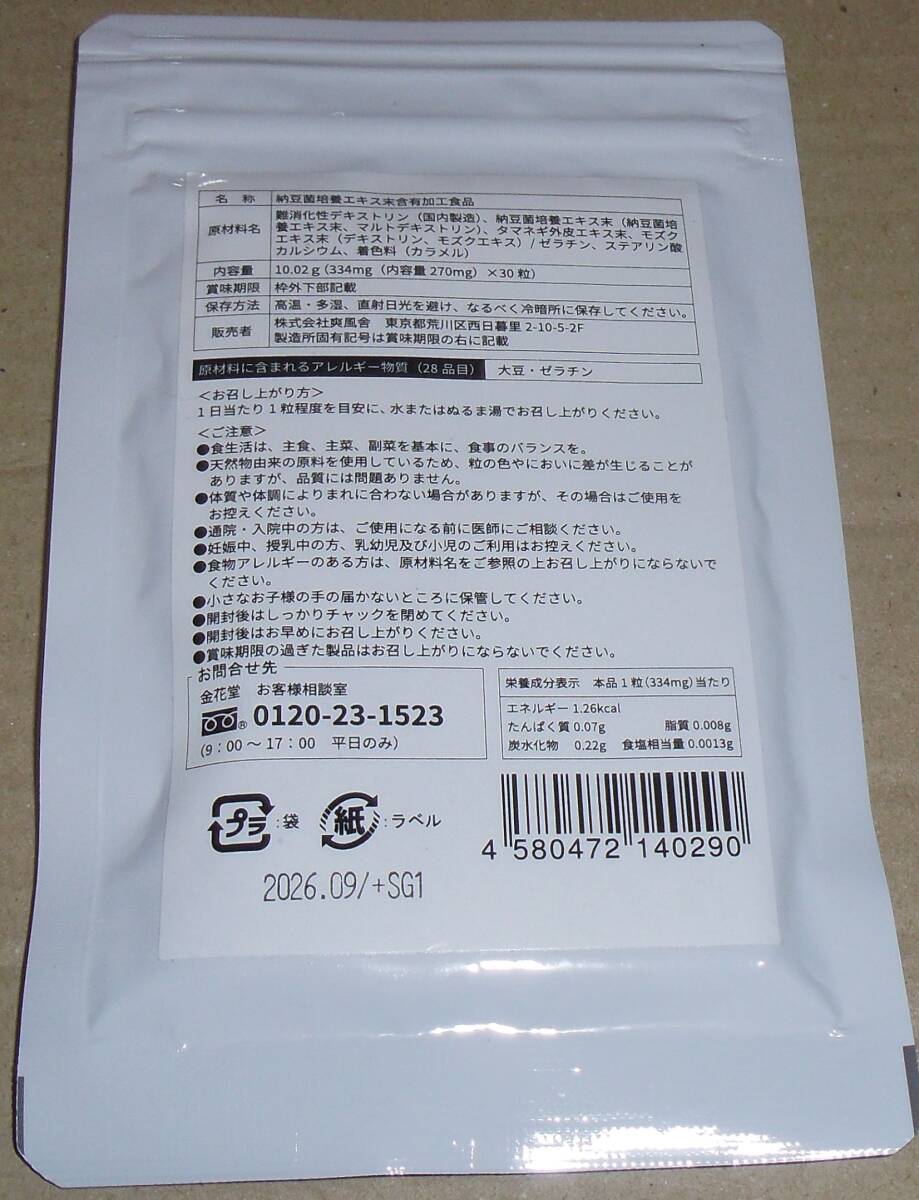 名 称 納豆菌培養エキス末含有加工食品
原材料名 難消化性デキストリン（国内製造）、納豆菌培養エキス末（納豆菌培
養エキス末、マルトデキストリン）、タマネギ外皮エキス末、モズク
エキス末（デキストリン、モズクエキス）/ゼラチン、ステアリン酸
カルシウム、着色料（カラメル）
内容量 10.02g（334mg（内容量270mg）×30粒）
賞味期限 枠外下部記載
保存方法 高温・多湿、直射日光を避け、なるべく冷暗所に保存してください。
販売者 株式会社爽風舎 東京都荒川区西日暮里2-10-5-2F
製造所固有記号は賞味期限の右に記載
原材料に含まれるアレルギー物質（28品目） 大豆・ゼラチン
＜お召し上がり方＞
1日当たり1粒程度を目安に、水またはぬるま湯でお召し上がりください。
＜ご注意＞
●食生活は、主食、主菜、副菜を基本に、食事のバランスを。
●天然物由来の原料を使用しているため、粒の色やにおいに差が生じることが
ありますが、品質には問題ありません。
●体質や体調によりまれに合わない場合がありますが、その場合はご使用を
お控えください。
●通院・入院中の方は、ご使用になる前に医師にご相談ください。
●妊娠中、授乳中の方、乳幼児及び小児のご利用はお控えください。
●食物アレルギーのある方は、原材料名をご参照の上お召し上がりにならないで
ください。
●小さなお子様の手の届かないところに保管してください。
●開封後はしっかりチャックを閉めてください。
●開封後はお早めにお召し上がりください。
●賞味期限の過ぎた製品はお召し上がりにならないでください。
お問合せ先
金花堂 お客様相談室
® 0120-23-1523
（9：00～17：00 平日のみ）
栄養成分表示 本品1粒（334mg）当たり
エネルギー 1.26kcal
たんぱく質 0.07g 脂質 0.008g
炭水化物 0.22g 食塩相当量 0.0013g
プラ：袋 紙：ラベル
4 580472 140290
2026.09/+SG1